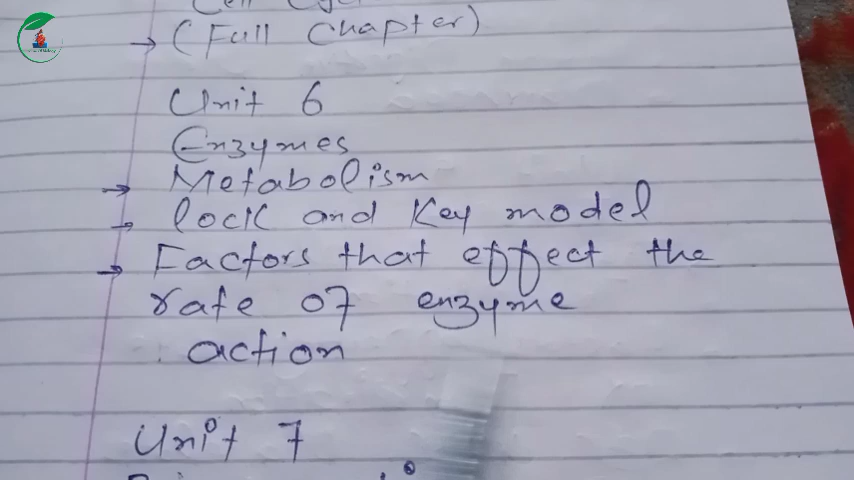 → (Full Chapter)
Unit 6
Enzymes
→ Metabolism
→ lock and Key model
→ Factors that effect the
rate of enzyme
action
Unit 7